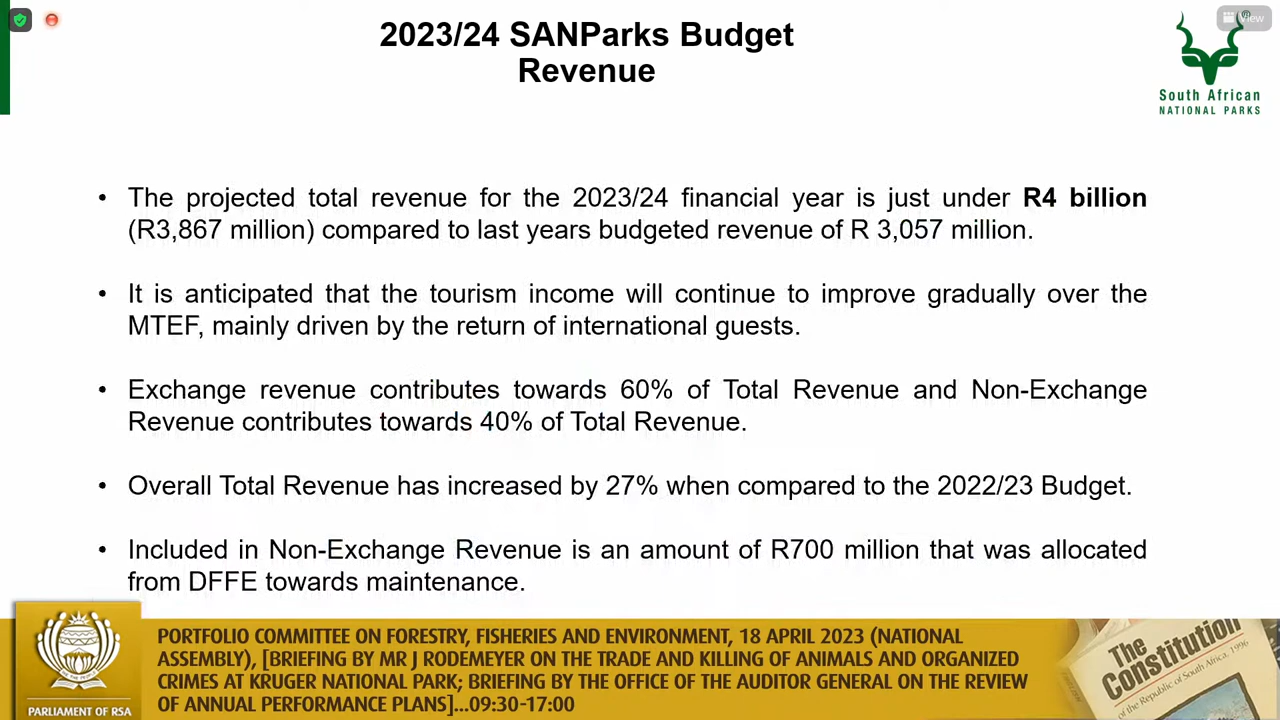 2023/24 SANParks Budget
Revenue
View
South African
NATIONAL PARKS
• The projected total revenue for the 2023/24 financial year is just under R4 billion
(R3,867 million) compared to last years budgeted revenue of R 3,057 million.
• It is anticipated that the tourism income will continue to improve gradually over the
MTEF, mainly driven by the return of international guests.
• Exchange revenue contributes towards 60% of Total Revenue and Non-Exchange
Revenue contributes towards 40% of Total Revenue.
• Overall Total Revenue has increased by 27% when compared to the 2022/23 Budget.
• Included in Non-Exchange Revenue is an amount of R700 million that was allocated
from DFFE towards maintenance.
PORTFOLIO COMMITTEE ON FORESTRY, FISHERIES AND ENVIRONMENT, 18 APRIL 2023 (NATIONAL
ASSEMBLY), [BRIEFING BY MR J RODEMEYER ON THE TRADE AND KILLING OF ANIMALS AND ORGANIZED
CRIMES AT KRUGER NATIONAL PARK; BRIEFING BY THE OFFICE OF THE AUDITOR GENERAL ON THE REVIEW
OF ANNUAL PERFORMANCE PLANS]...09:30-17:00
PARLIAMENT OF RSA
The
Constitution
of the Republic of South Africa, 1996